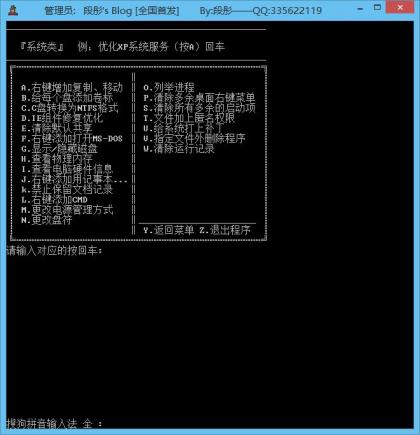 管理员: 段彤's Blog [全国首发] By:段彤——QQ:335622119
『系统类』 例：优化XP系统服务（按A）回车
A.右键增加复制、移动 O.列举进程
B.给每个盘添加卷标 P.清除多余桌面右键菜单
C.C盘转换为NTFS格式 S.清除所有多余的启动项
D.IE组件修复优化 T.文件加上匿名权限
E.清除默认共享 U.给系统打上补丁
F.右键添加打开MS-DOS V.指定文件外删除程序
G.显示/隐藏磁盘 W.清除运行记录
H.查看物理内存
I.查看电脑硬件信息
J.右键添加用记事本...
k.禁止保留文档记录
L.右键添加CMD
M.更改电源管理方式
N.更改盘符
Y.返回菜单 Z.退出程序
请输入对应的按回车：
搜狗拼音输入法 全 ：